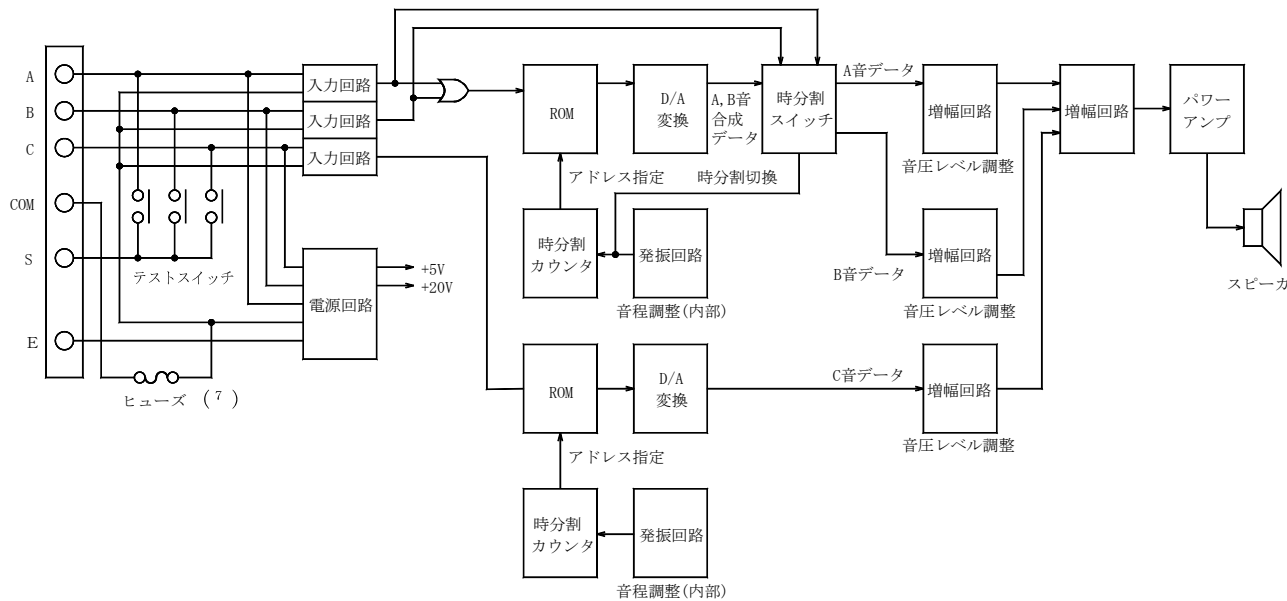 A
B
C
COM
S
E
テストスイッチ
ヒューズ (7)
入力回路
入力回路
入力回路
電源回路
+5V
+20V
ROM
D/A
変換
A,B音
合成
データ
時分割
スイッチ
A音データ
増幅回路
音圧レベル調整
増幅回路
パワー
アンプ
アドレス指定
時分割切換
時分割
カウンタ
発振回路
音程調整(内部)
B音データ
増幅回路
音圧レベル調整
スピーカ
ROM
D/A
変換
C音データ
増幅回路
音圧レベル調整
アドレス指定
時分割
カウンタ
発振回路
音程調整(内部)